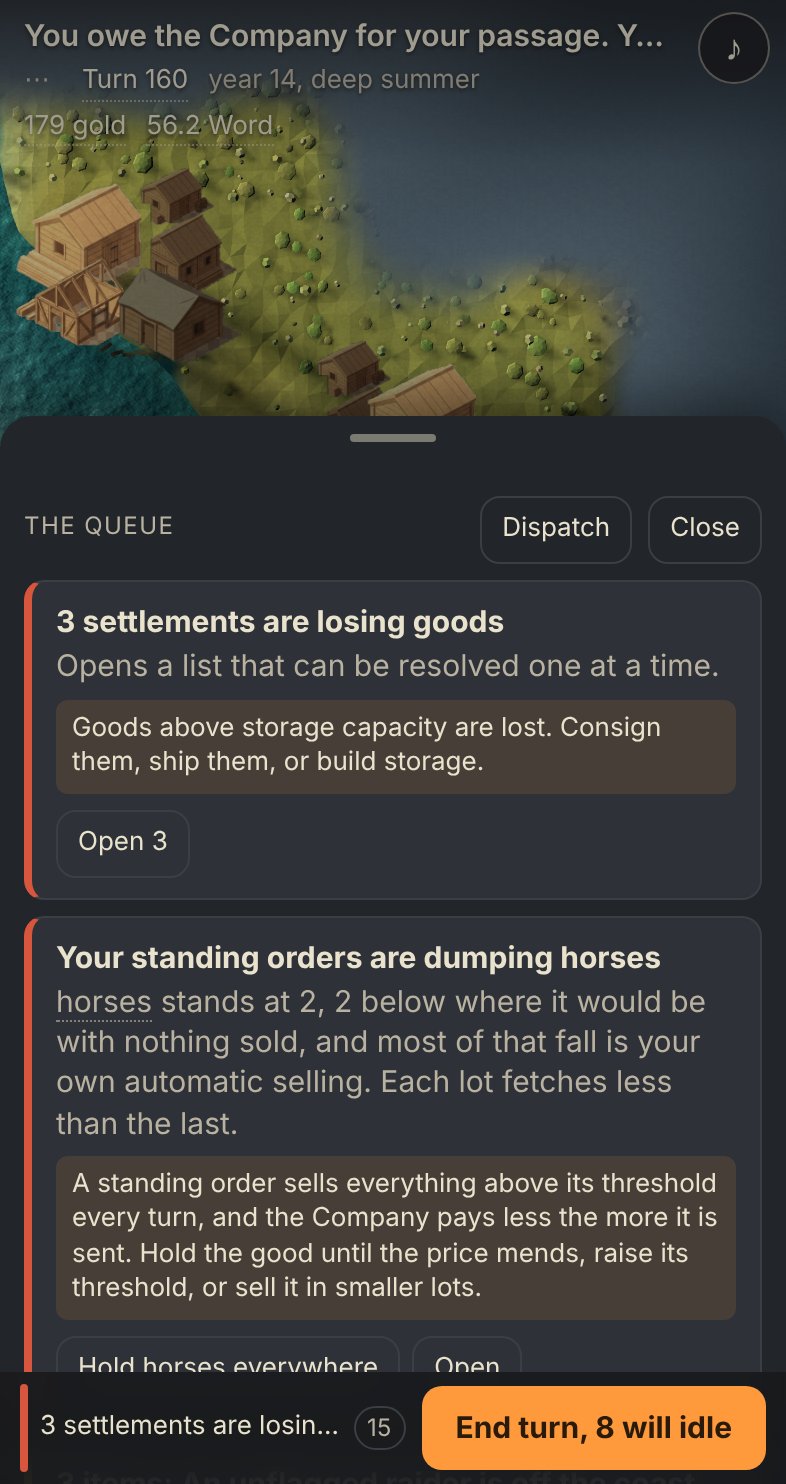 You owe the Company for your passage. Y...
... Turn 160 year 14, deep summer
179 gold 56.2 Word
♪
THE QUEUE
Dispatch
Close
3 settlements are losing goods
Opens a list that can be resolved one at a time.
Goods above storage capacity are lost. Consign
them, ship them, or build storage.
Open 3
Your standing orders are dumping horses
horses stands at 2, 2 below where it would be
with nothing sold, and most of that fall is your
own automatic selling. Each lot fetches less
than the last.
A standing order sells everything above its threshold
every turn, and the Company pays less the more it is
sent. Hold the good until the price mends, raise its
threshold, or sell it in smaller lots.
Hold horses everywhere
Open
3 settlements are losin...
15
End turn, 8 will idle